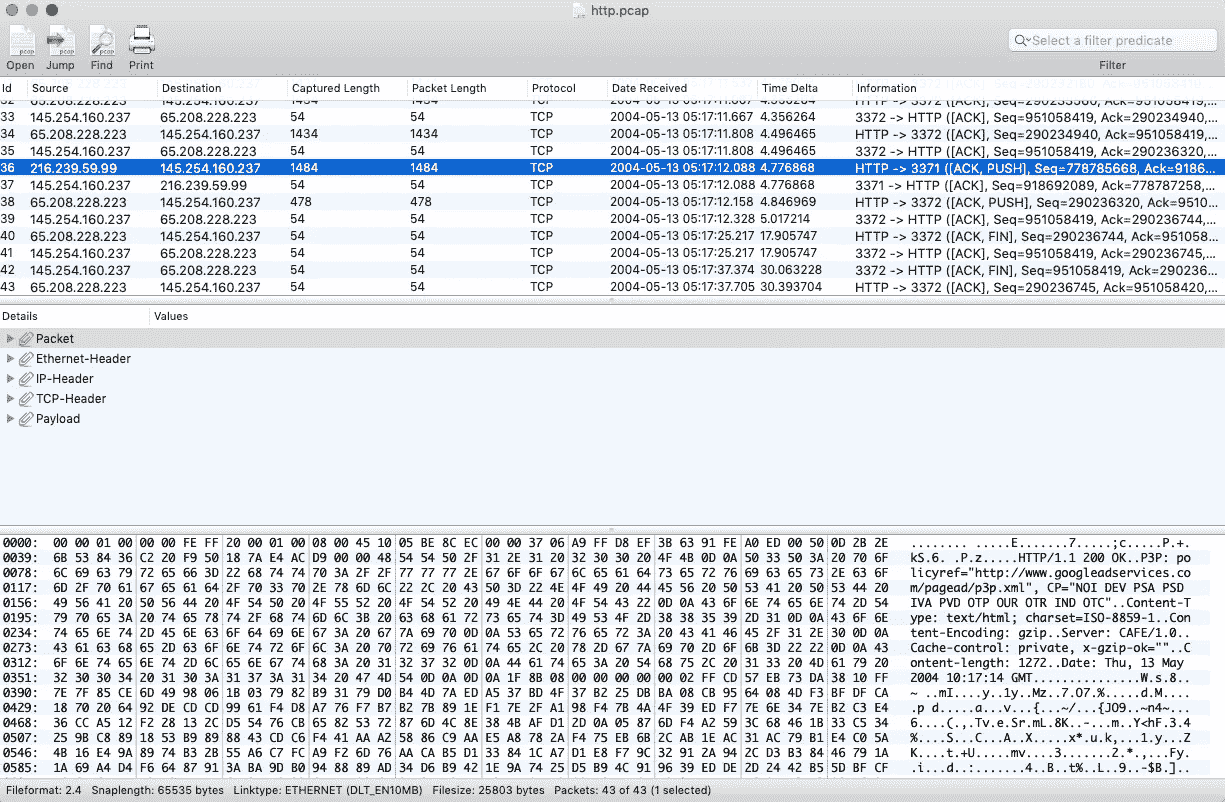 http.pcap
Open Jump Find Print
Select a filter predicate
Filter
Id Source Destination Captured Length Packet Length Protocol Date Received Time Delta Information
33 145.254.160.237 65.208.228.223 54 54 TCP 2004-05-13 05:17:11.667 4.356264 3372 -> HTTP ([ACK], Seq=951058419, Ack=290234940,...
34 65.208.228.223 145.254.160.237 1434 1434 TCP 2004-05-13 05:17:11.808 4.496465 HTTP -> 3372 ([ACK], Seq=290234940, Ack=951058419,...
35 145.254.160.237 65.208.228.223 54 54 TCP 2004-05-13 05:17:11.808 4.496465 3372 -> HTTP ([ACK], Seq=951058419, Ack=290236320,...
36 216.239.59.99 145.254.160.237 1484 1484 TCP 2004-05-13 05:17:12.088 4.776868 HTTP -> 3371 ([ACK, PUSH], Seq=778785668, Ack=9186...
37 145.254.160.237 216.239.59.99 54 54 TCP 2004-05-13 05:17:12.088 4.776868 3371 -> HTTP ([ACK], Seq=918692089, Ack=778787258,...
38 65.208.228.223 145.254.160.237 478 478 TCP 2004-05-13 05:17:12.158 4.846969 HTTP -> 3372 ([ACK, PUSH], Seq=290236320, Ack=9510...
39 145.254.160.237 65.208.228.223 54 54 TCP 2004-05-13 05:17:12.328 5.017214 3372 -> HTTP ([ACK], Seq=951058419, Ack=290236744,...
40 65.208.228.223 145.254.160.237 54 54 TCP 2004-05-13 05:17:25.217 17.905747 HTTP -> 3372 ([ACK, FIN], Seq=290236744, Ack=951058...
41 145.254.160.237 65.208.228.223 54 54 TCP 2004-05-13 05:17:25.217 17.905747 3372 -> HTTP ([ACK], Seq=951058419, Ack=290236745,...
42 145.254.160.237 65.208.228.223 54 54 TCP 2004-05-13 05:17:37.374 30.063228 3372 -> HTTP ([ACK, FIN], Seq=951058419, Ack=290236...
43 65.208.228.223 145.254.160.237 54 54 TCP 2004-05-13 05:17:37.705 30.393704 HTTP -> 3372 ([ACK], Seq=290236745, Ack=951058420,...
Details Values
Packet
Ethernet-Header
IP-Header
TCP-Header
Payload
0000: 00 00 01 00 00 00 FE FF 20 00 01 00 08 00 45 10 05 BE 8C EC 00 00 37 06 A9 FF D8 EF 3B 63 91 FE A0 ED 00 50 0D 2B 2E ........ .....E.......7.....;c.....P.+.
0039: 6B 53 84 36 C2 20 F9 50 18 7A E4 AC D9 00 00 48 54 54 50 2F 31 2E 31 20 32 30 30 20 4F 4B 0D 0A 50 33 50 3A 20 70 6F kS.6. .P.z.....HTTP/1.1 200 OK..P3P: po
0078: 6C 69 63 79 72 65 66 3D 22 68 74 74 70 3A 2F 2F 77 77 77 2E 67 6F 6F 67 6C 65 61 64 73 65 72 76 69 63 65 73 2E 63 6F licyref="http://www.googleadservices.co
0117: 6D 2F 70 61 67 65 61 64 2F 70 33 70 2E 78 6D 6C 22 2C 20 43 50 3D 22 4E 4F 49 20 44 45 56 20 50 53 41 20 50 53 44 20 m/pagead/p3p.xml", CP="NOI DEV PSA PSD
0156: 49 56 41 20 50 56 44 20 4F 54 50 20 4F 55 52 20 4F 54 52 20 49 4E 44 20 4F 54 43 22 0D 0A 43 6F 6E 74 65 6E 74 2D 54 IVA PVD OTP OUR OTR IND OTC"..Content-T
0195: 79 70 65 3A 20 74 65 78 74 2F 68 74 6D 6C 3B 20 63 68 61 72 73 65 74 3D 49 53 4F 2D 38 38 35 39 2D 31 0D 0A 43 6F 6E ype: text/html; charset=ISO-8859-1..Con
0234: 74 65 6E 74 2D 45 6E 63 6F 64 69 6E 67 3A 20 67 7A 69 70 0D 0A 53 65 72 76 65 72 3A 20 43 41 46 45 2F 31 2E 30 0D 0A tent-Encoding: gzip..Server: CAFE/1.0..
0273: 43 61 63 68 65 2D 63 6F 6E 74 72 6F 6C 3A 20 70 72 69 76 61 74 65 2C 20 78 2D 67 7A 69 70 2D 6F 6B 3D 22 22 0D 0A 43 Cache-control: private, x-gzip-ok=""..C
0312: 6F 6E 74 65 6E 74 2D 6C 65 6E 67 74 68 3A 20 31 32 37 32 0D 0A 44 61 74 65 3A 20 54 68 75 2C 20 31 33 20 4D 61 79 20 ontent-length: 1272..Date: Thu, 13 May
0351: 32 30 30 34 20 31 30 3A 31 37 3A 31 34 20 47 4D 54 0D 0A 0D 0A 1F 8B 08 00 00 00 00 00 02 FF CD 57 EB 73 DA 38 10 FF 2004 10:17:14 GMT..............W.s.8..
0390: 7E 7F 85 CE 6D 49 98 06 1B 03 79 82 B9 31 79 D0 B4 4D 7A ED A5 37 BD 4F 37 B2 25 DB BA 08 CB 95 64 08 4D F3 BF DF CA
0429: 18 70 20 64 92 DE CD CD 99 61 F4 D8 A7 76 F7 B7 2B 7B 89 1E F1 7E 2F A1 98 F4 7B 4A 4F 39 ED F7 7E 6E 34 7E B2 C3 E4
0468: 36 CC A5 12 F2 28 13 2C D5 54 76 CB 65 82 53 72 87 6D 4C 8E 38 4B AF D1 2D 0A 05 87 6D F4 A2 59 3C 68 46 1B 33 C5 34
0507: 25 9B C8 89 18 53 B9 89 88 43 CD C6 F4 41 AA A2 58 86 C9 AA E5 A8 78 2A F4 75 EB 6B 2C AB 1E AC 31 AC 79 B1 E4 C0 5A
0546: 4B 16 E4 9A 89 74 B3 2B 55 A6 C7 FC A9 F2 6D 76 AA CA B5 D1 33 84 1C A7 D1 E8 F7 9C 32 91 2A 94 2C D3 B3 84 46 79 1A
0585: 1A 69 A4 D4 F6 64 87 91 3A BA 9D B0 94 88 89 AD 34 D6 B9 42 1E 9A 74 25 D5 B9 4C 91 96 39 ED DE 2D 24 42 B5 5D BF CF
Fileformat: 2.4 Snaplength: 65535 bytes Linktype: ETHERNET (DLT_EN10MB) Filesize: 25803 bytes Packets: 43 of 43 (1 selected)